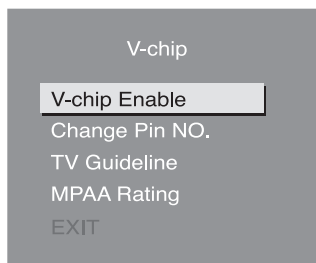 V-chip
V-chip Enable
Change Pin NO.
TV Guideline
MPAA Rating
EXIT